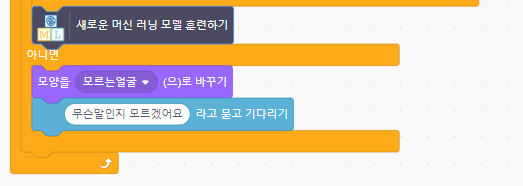 ML 새로운 머신 러닝 모델 훈련하기
아니면
모양을 모르는얼굴 (으)로 바꾸기
무슨말인지 모르겠어요 라고 묻고 기다리기